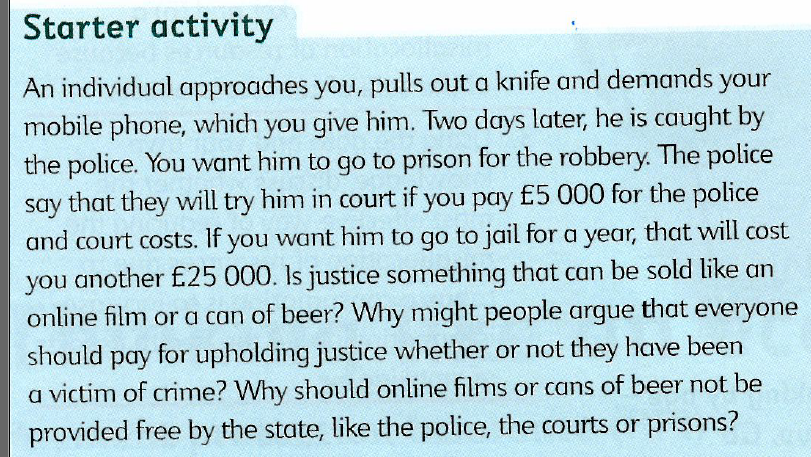 Starter activity
An individual approaches you, pulls out a knife and demands your
mobile phone, which you give him. Two days later, he is caught by
the police. You want him to go to prison for the robbery. The police
say that they will try him in court if you pay £5 000 for the police
and court costs. If you want him to go to jail for a year, that will cost
you another £25 000. Is justice something that can be sold like an
online film or a can of beer? Why might people argue that everyone
should pay for upholding justice whether or not they have been
a victim of crime? Why should online films or cans of beer not be
provided free by the state, like the police, the courts or prisons?